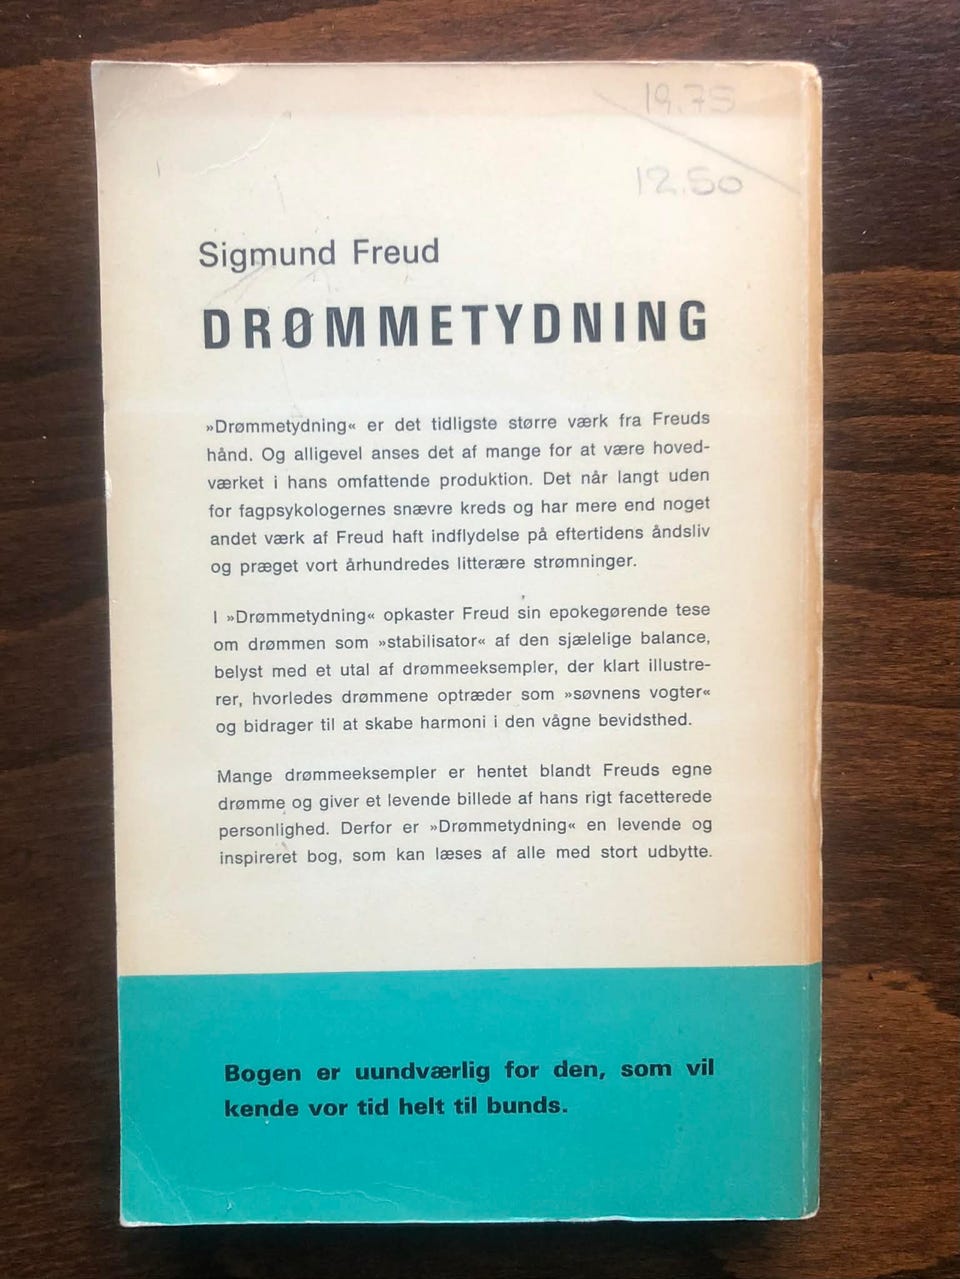 19.75
12.50
Sigmund Freud
DRØMMETYDNING
»Drømmetydning« er det tidligste større værk fra Freuds
hånd. Og alligevel anses det af mange for at være hoved-
værket i hans omfattende produktion. Det når langt uden
for fagpsykologernes snævre kreds og har mere end noget
andet værk af Freud haft indflydelse på eftertidens åndsliv
og præget vort århundredes litterære strømninger.
I »Drømmetydning« opkaster Freud sin epokegørende tese
om drømmen som »stabilisator« af den sjælelige balance,
belyst med et utal af drømmeeksempler, der klart illustre-
rer, hvorledes drømmene optræder som »søvnens vogter«
og bidrager til at skabe harmoni i den vågne bevidsthed.
Mange drømmeeksempler er hentet blandt Freuds egne
drømme og giver et levende billede af hans rigt facetterede
personlighed. Derfor er »Drømmetydning« en levende og
inspireret bog, som kan læses af alle med stort udbytte.
Bogen er uundværlig for den, som vil
kende vor tid helt til bunds.